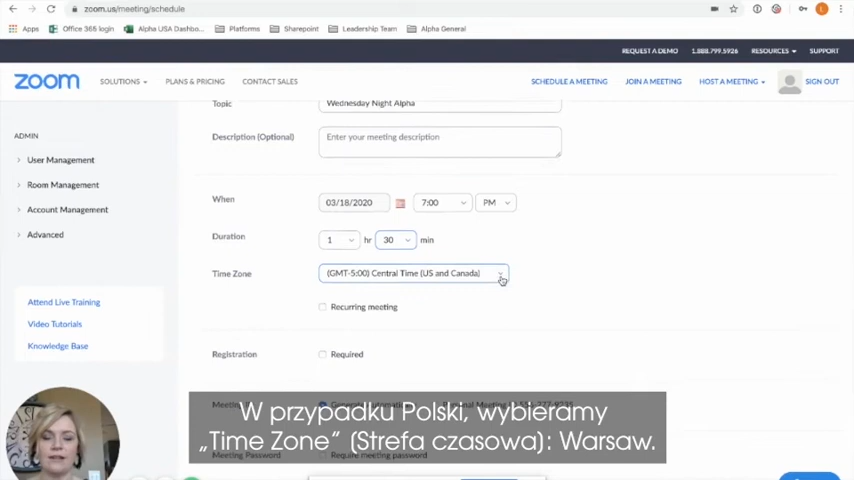 zoom.us/meeting/schedule
Apps Office 365 login Alpha USA Dashbo... Platforms Sharepoint Leadership Team Alpha General
REQUEST A DEMO 1.888.799.5926 RESOURCES SUPPORT
zoom SOLUTIONS PLANS & PRICING CONTACT SALES SCHEDULE A MEETING JOIN A MEETING HOST A MEETING SIGN OUT
Topic Wednesday Night Alpha
ADMIN
Description (Optional) Enter your meeting description
User Management
Room Management
Account Management
Advanced
When 03/18/2020 7:00 PM
Duration 1 hr 30 min
Time Zone (GMT-5:00) Central Time (US and Canada)
Recurring meeting
Attend Live Training
Video Tutorials
Knowledge Base
Registration Required
W przypadku Polski, wybieramy
„Time Zone” (Strefa czasowa): Warsaw.
Meeting Password Require meeting password